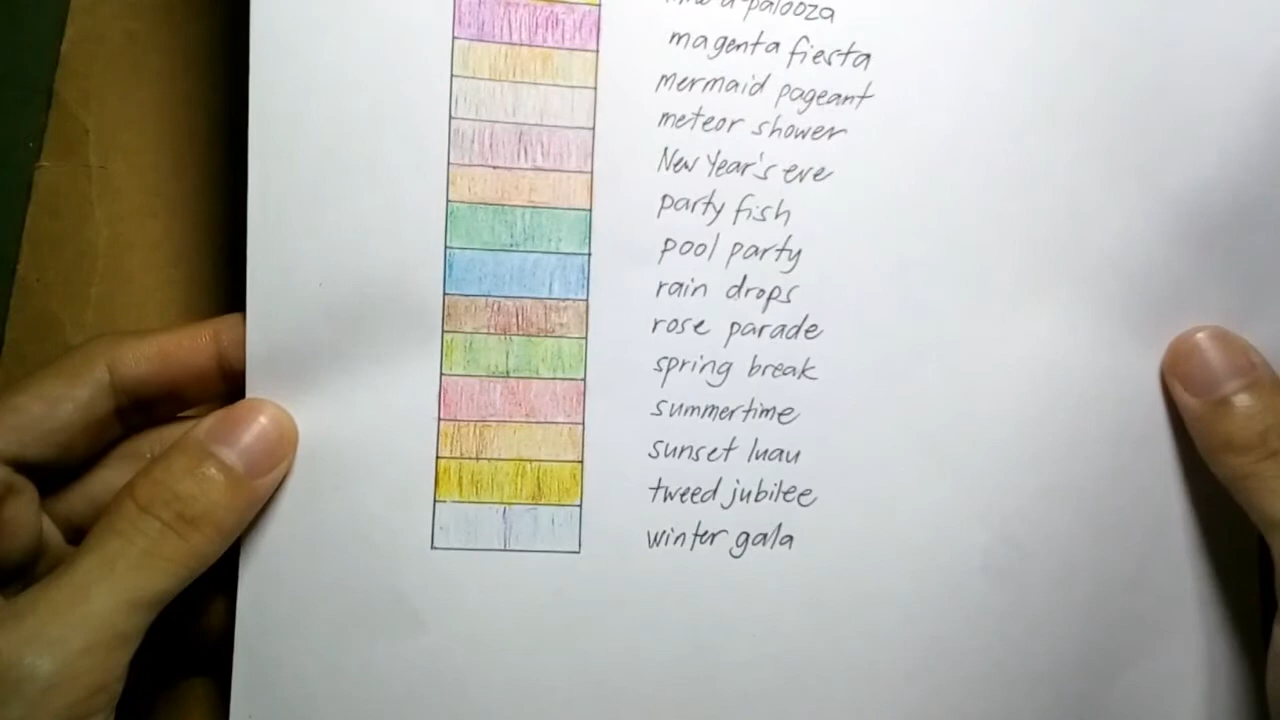 palooza
magenta fiesta
mermaid pageant
meteor shower
New Year's eve
party fish
pool party
rain drops
rose parade
spring break
summertime
sunset luau
tweed jubilee
winter gala